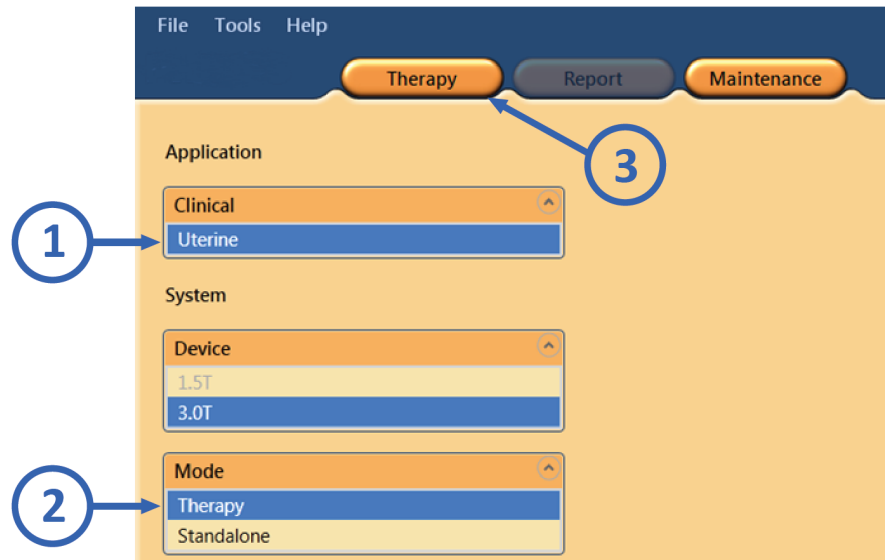 File Tools Help
Therapy Report Maintenance
3
Application
Clinical
1
Uterine
System
Device
1.5T
3.0T
Mode
2
Therapy
Standalone